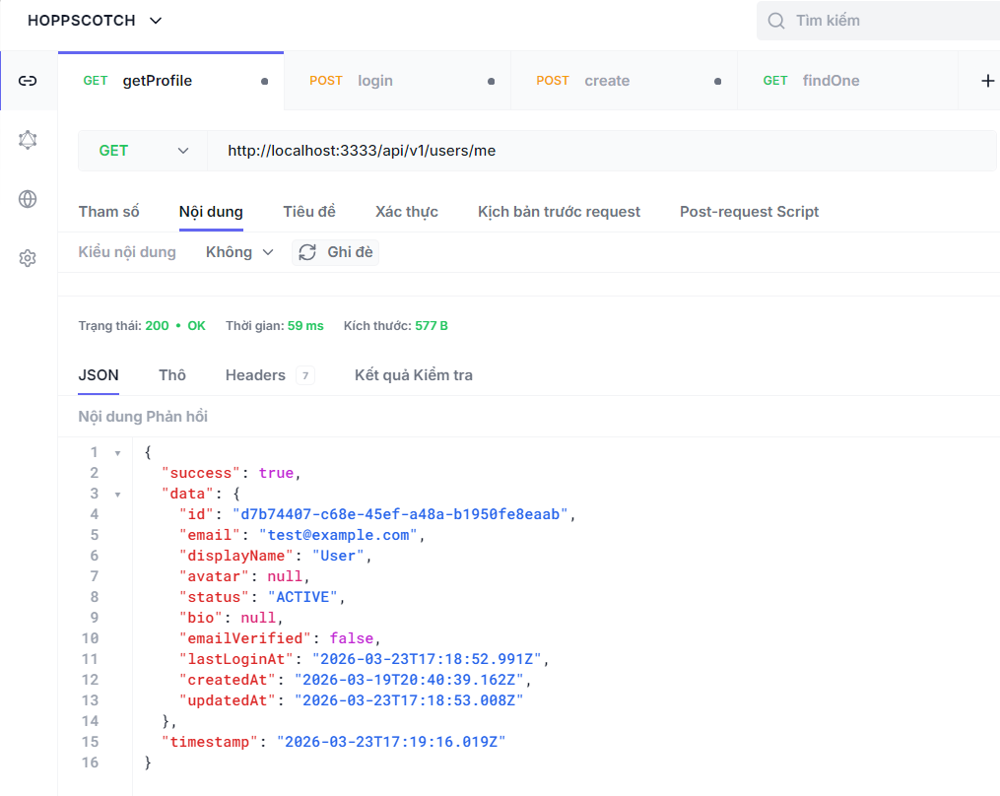 HOPPSCOTCH
Tìm kiếm
GET getProfile
POST login
POST create
GET findOne
+
GET http://localhost:3333/api/v1/users/me
Tham số Nội dung Tiêu đề Xác thực Kịch bản trước request Post-request Script
Kiểu nội dung Không Ghi đè
Trạng thái: 200 • OK Thời gian: 59 ms Kích thước: 577 B
JSON Thô Headers 7 Kết quả Kiểm tra
Nội dung Phản hồi
1 {
2 "success": true,
3 "data": {
4 "id": "d7b74407-c68e-45ef-a48a-b1950fe8eaab",
5 "email": "test@example.com",
6 "displayName": "User",
7 "avatar": null,
8 "status": "ACTIVE",
9 "bio": null,
10 "emailVerified": false,
11 "lastLoginAt": "2026-03-23T17:18:52.991Z",
12 "createdAt": "2026-03-19T20:40:39.162Z",
13 "updatedAt": "2026-03-23T17:18:53.008Z"
14 },
15 "timestamp": "2026-03-23T17:19:16.019Z"
16 }